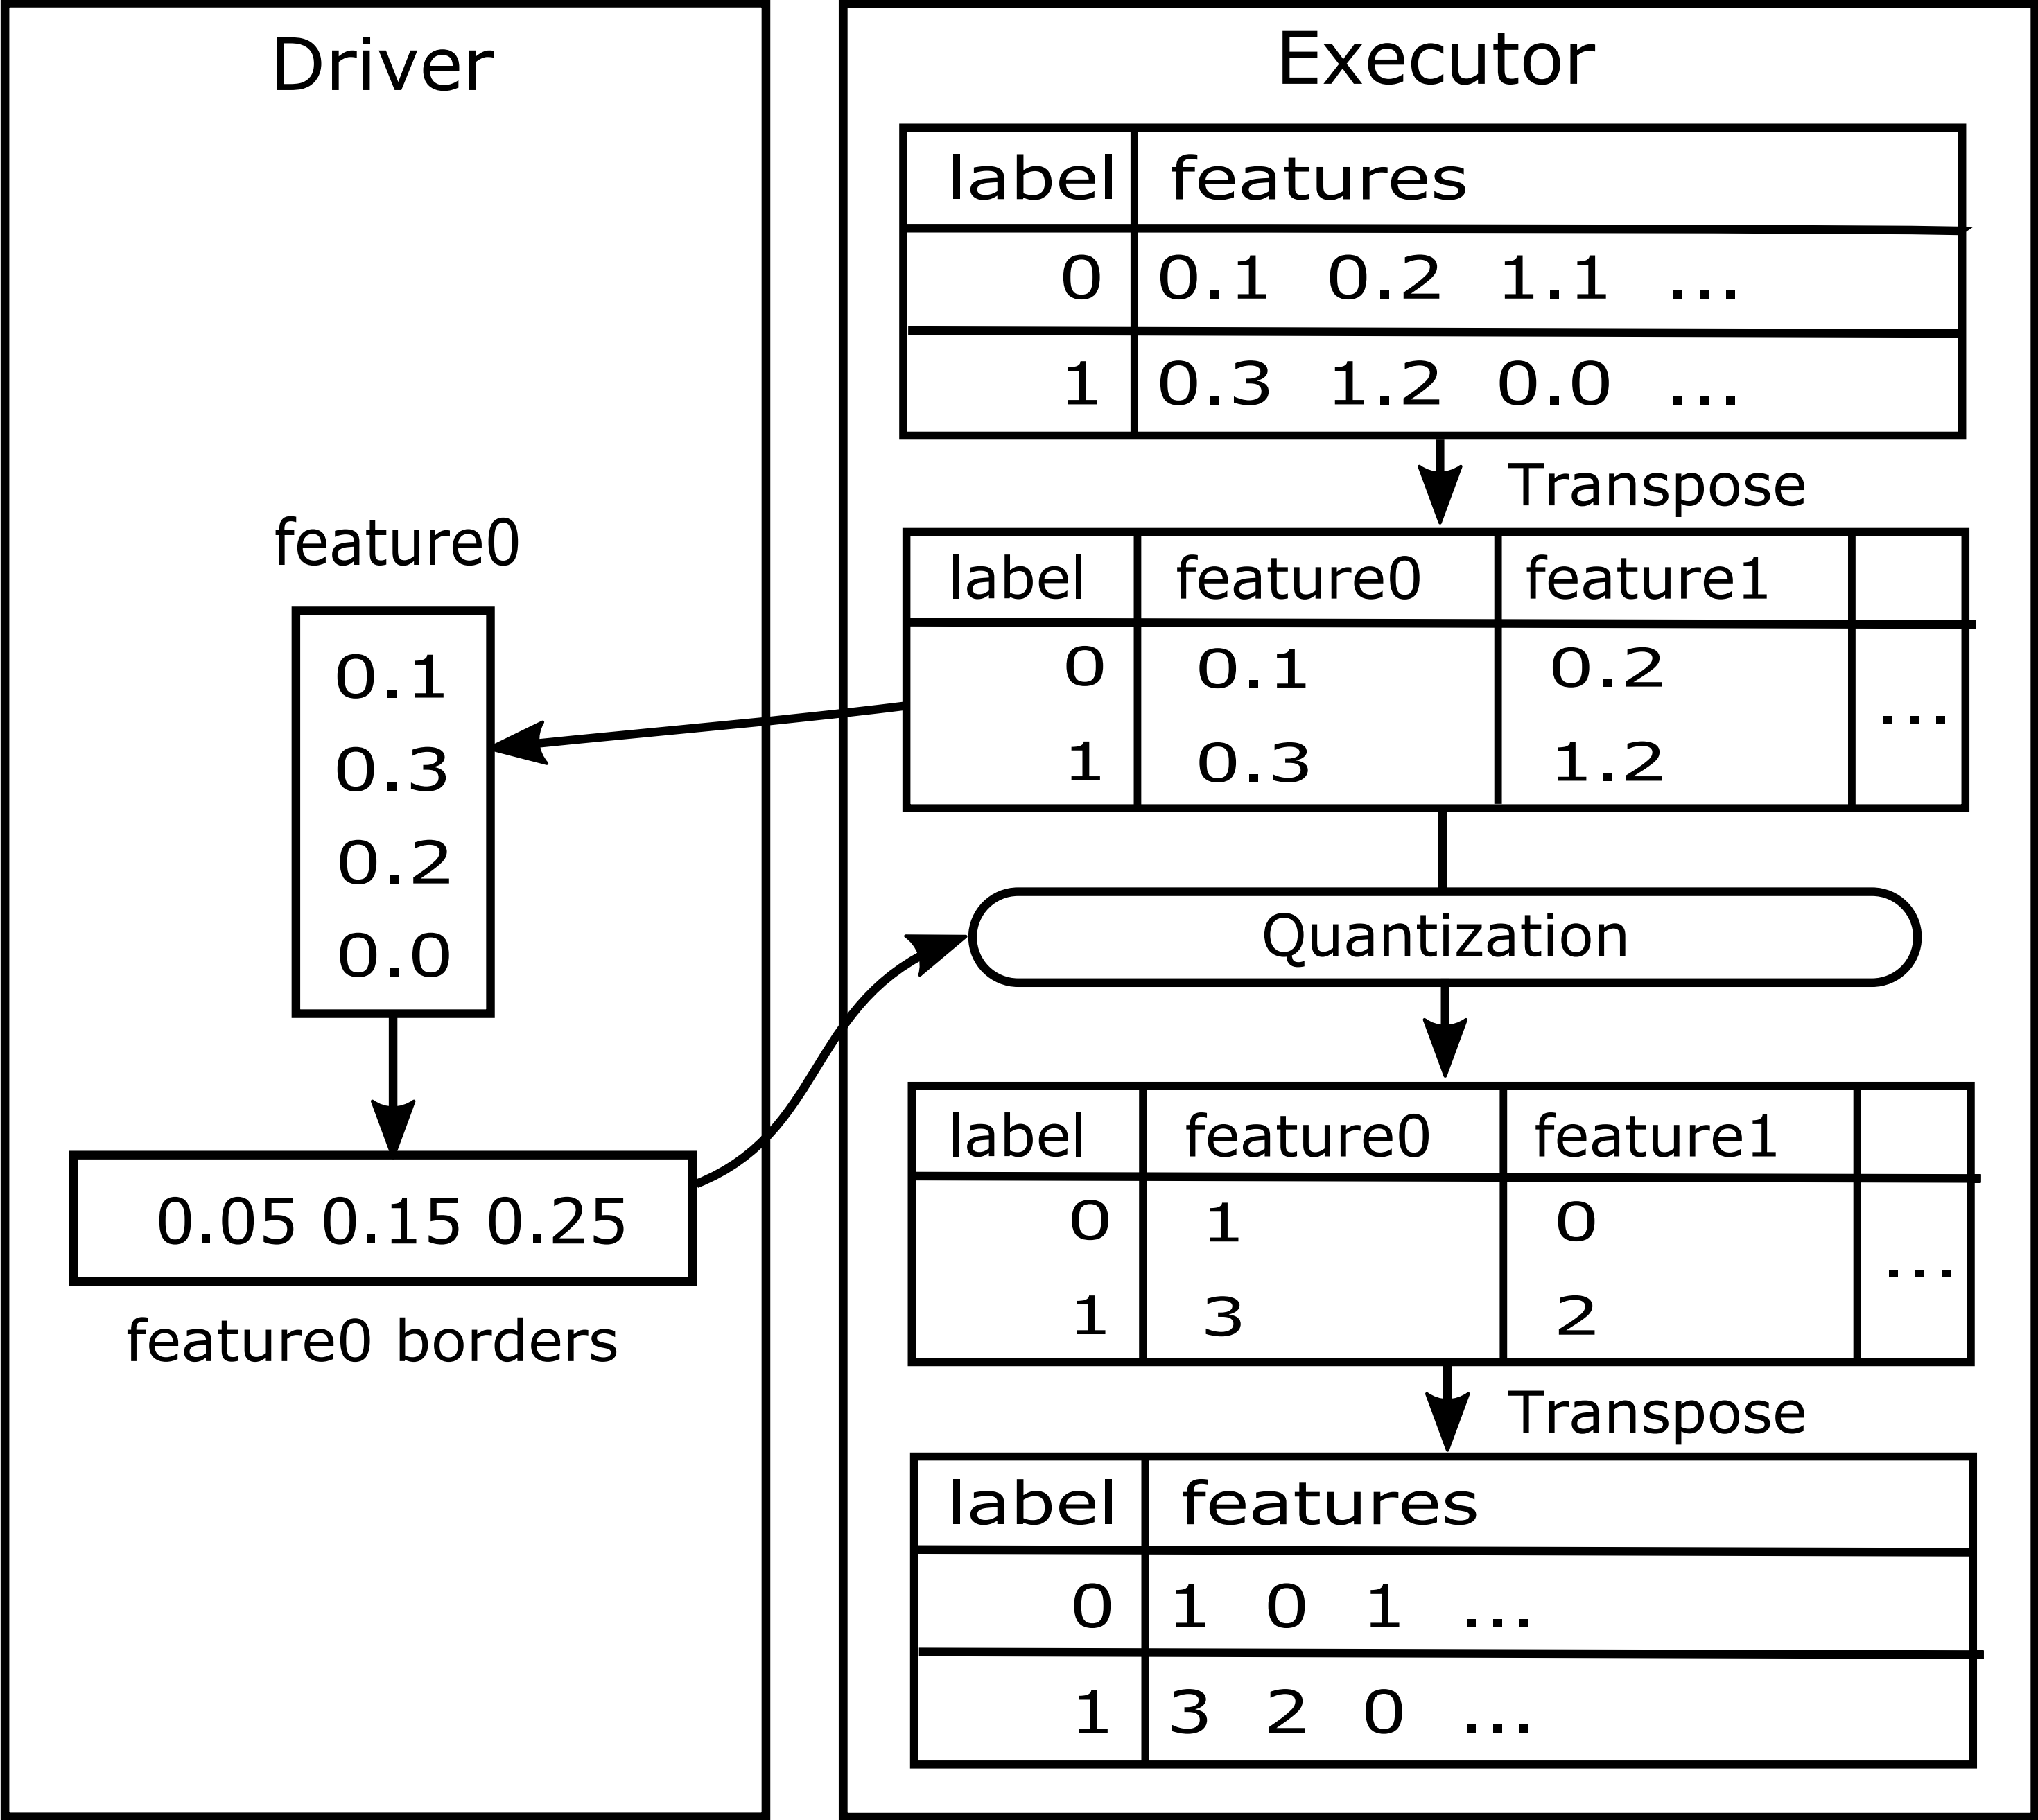 Driver
feature0
0.1
0.3
0.2
0.0
0.05 0.15 0.25
feature0 borders
Executor
label features
0 0.1 0.2 1.1 ...
1 0.3 1.2 0.0 ...
Transpose
label feature0 feature1
0 0.1 0.2
...
1 0.3 1.2
Quantization
label feature0 feature1
0 1 0
...
1 3 2
Transpose
label features
0 1 0 1 ...
1 3 2 0 ...